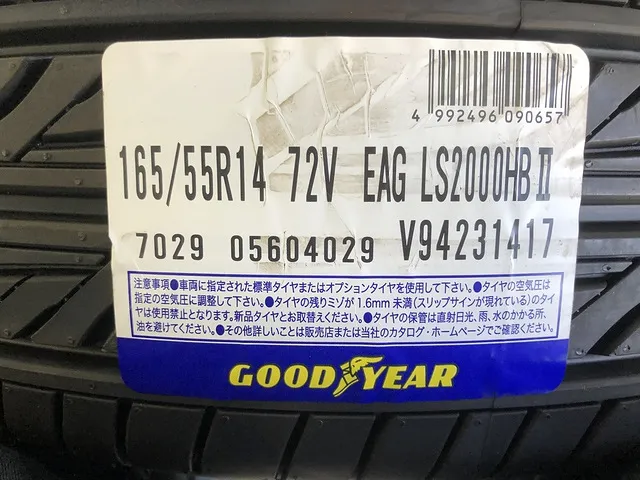 4 992496 090657
165/55R14 72V EAG LS2000HBⅡ
7029 05604029 V94231417
注意事項●車両に指定された標準タイヤまたはオプションタイヤを使用して下さい。●タイヤの空気圧は
指定の空気圧に調整して下さい。●タイヤの残りミゾが1.6mm未満(スリップサインが現れている)のタイ
ヤは使用禁止となります。新品タイヤとお取替えください。●タイヤの保管は直射日光、雨、水のかかる所、
油を避けてください。●その他詳しいことは販売店または当社のカタログ・ホームページでご確認ください。
GOODYEAR